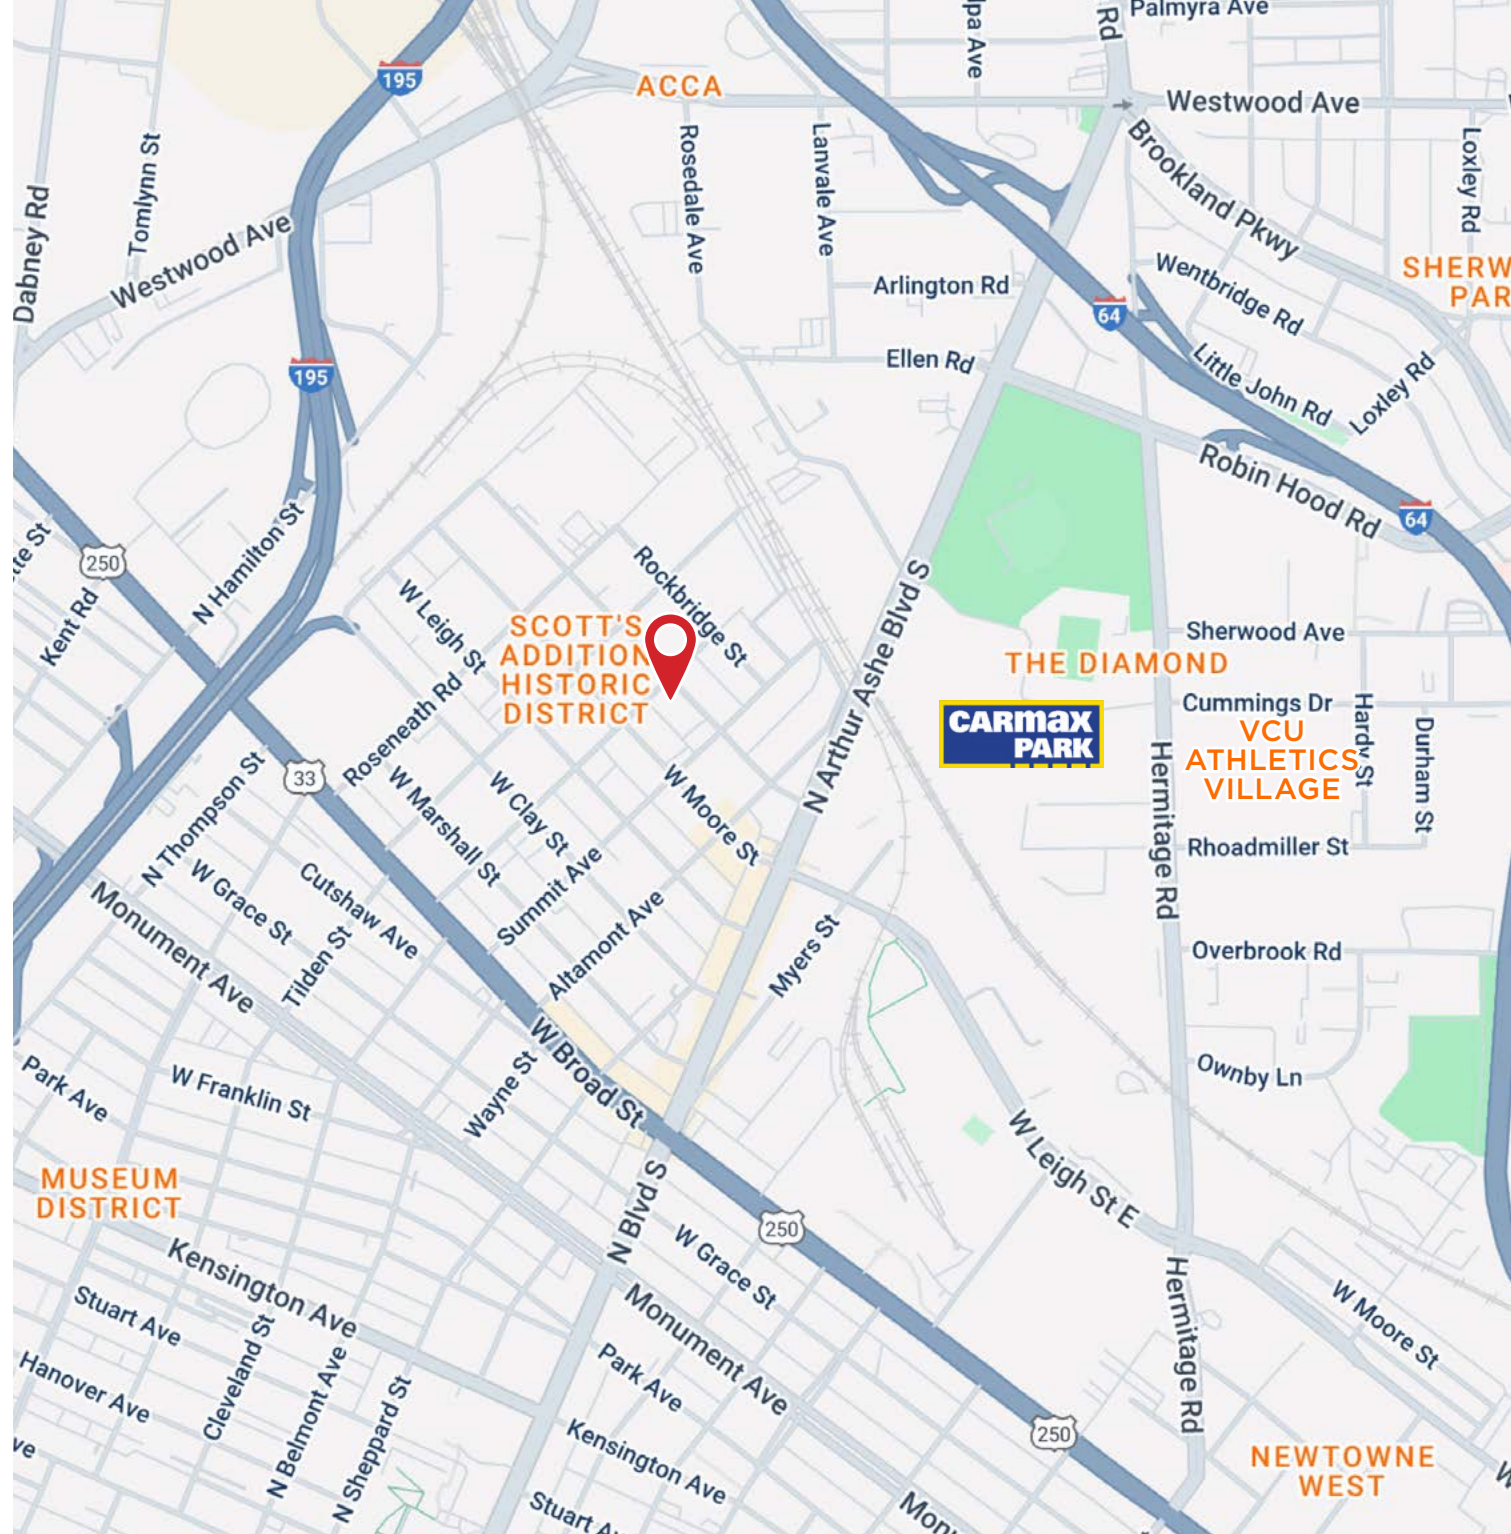 Palmyra Ave
Rd
lpa Ave
195
ACCA
Westwood Ave
Tomlynn St
Rosedale Ave
Lanvale Ave
Brookland Pkwy
Loxley Rd
Dabney Rd
Westwood Ave
Arlington Rd
Wentbridge Rd
SHERW
PAR
64
195
Ellen Rd
Little John Rd
Loxley Rd
Robin Hood Rd
64
N Hamilton St
tte St
250
Kent Rd
W Leigh St
Rockbridge St
SCOTT'S
ADDITION
HISTORIC
DISTRICT
N Arthur Ashe Blvd S
Sherwood Ave
THE DIAMOND
Cummings Dr
CARMAX
PARK
VCU
ATHLETICS
VILLAGE
Hardy St
Durham St
Hermitage Rd
Roseneath Rd
33
N Thompson St
W Marshall St
W Clay St
W Moore St
Rhoadmiller St
W Grace St
Cutshaw Ave
Summit Ave
Altamont Ave
Myers St
Monument Ave
Tilden St
Overbrook Rd
W Broad St
Park Ave
W Franklin St
Wayne St
Ownby Ln
W Leigh St E
MUSEUM
DISTRICT
N Blvd S
250
W Grace St
Kensington Ave
Stuart Ave
Monument Ave
Hermitage Rd
W Moore St
Cleveland St
Hanover Ave
N Belmont Ave
N Sheppard St
Park Ave
Kensington Ave
250
NEWTOWNE
WEST
ve
Stuart A
Mon
W